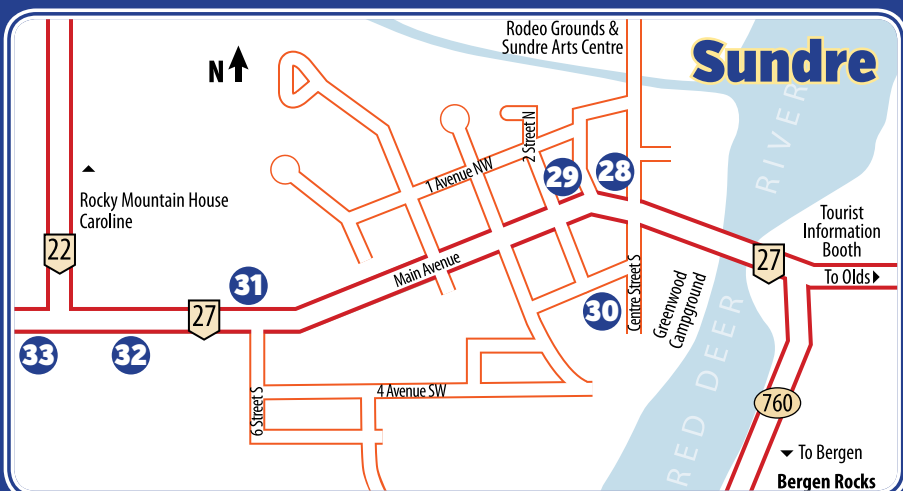 Rodeo Grounds &
Sundre Arts Centre
Sundre
N
2 Street N
1 Avenue NW
29
28
RIVER
Rocky Mountain House
Caroline
22
Tourist
Information
Booth
27
To Olds
Main Avenue
31
27
30
Centre Street S
Greenwood
Campground
33
32
6 Street S
4 Avenue SW
RED DEER
760
To Bergen
Bergen Rocks